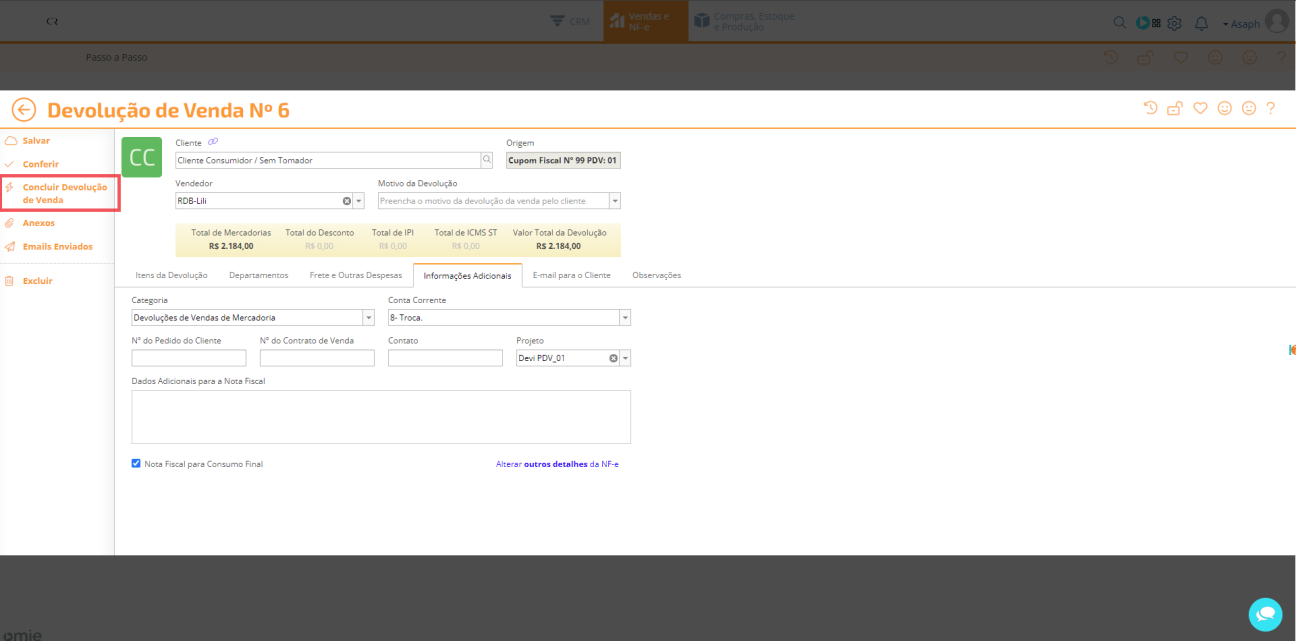 CR
CRM
Vendas e
NF-e
Compras, Estoque
e Produção
Asaph
Passo a Passo
?
Devolução de Venda Nº 6
?
Salvar
Conferir
Concluir Devolução
de Venda
Anexos
Emails Enviados
Excluir
CC
Cliente
Origem
Cliente Consumidor / Sem Tomador
Cupom Fiscal Nº 99 PDV: 01
Vendedor
Motivo da Devolução
RDB-Lili
Preencha o motivo da devolução da venda pelo cliente
Total de Mercadorias Total do Desconto Total de IPI Total de ICMS ST Valor Total da Devolução
R$ 2.184,00 R$ 0,00 R$ 0,00 R$ 0,00 R$ 2.184,00
Itens da Devolução Departamentos Frete e Outras Despesas Informações Adicionais E-mail para o Cliente Observações
Categoria Conta Corrente
Devoluções de Vendas de Mercadoria 8- Troca.
Nº do Pedido do Cliente Nº do Contrato de Venda Contato Projeto
Devi PDV_01
Dados Adicionais para a Nota Fiscal
Nota Fiscal para Consumo Final Alterar outros detalhes da NF-e
omie